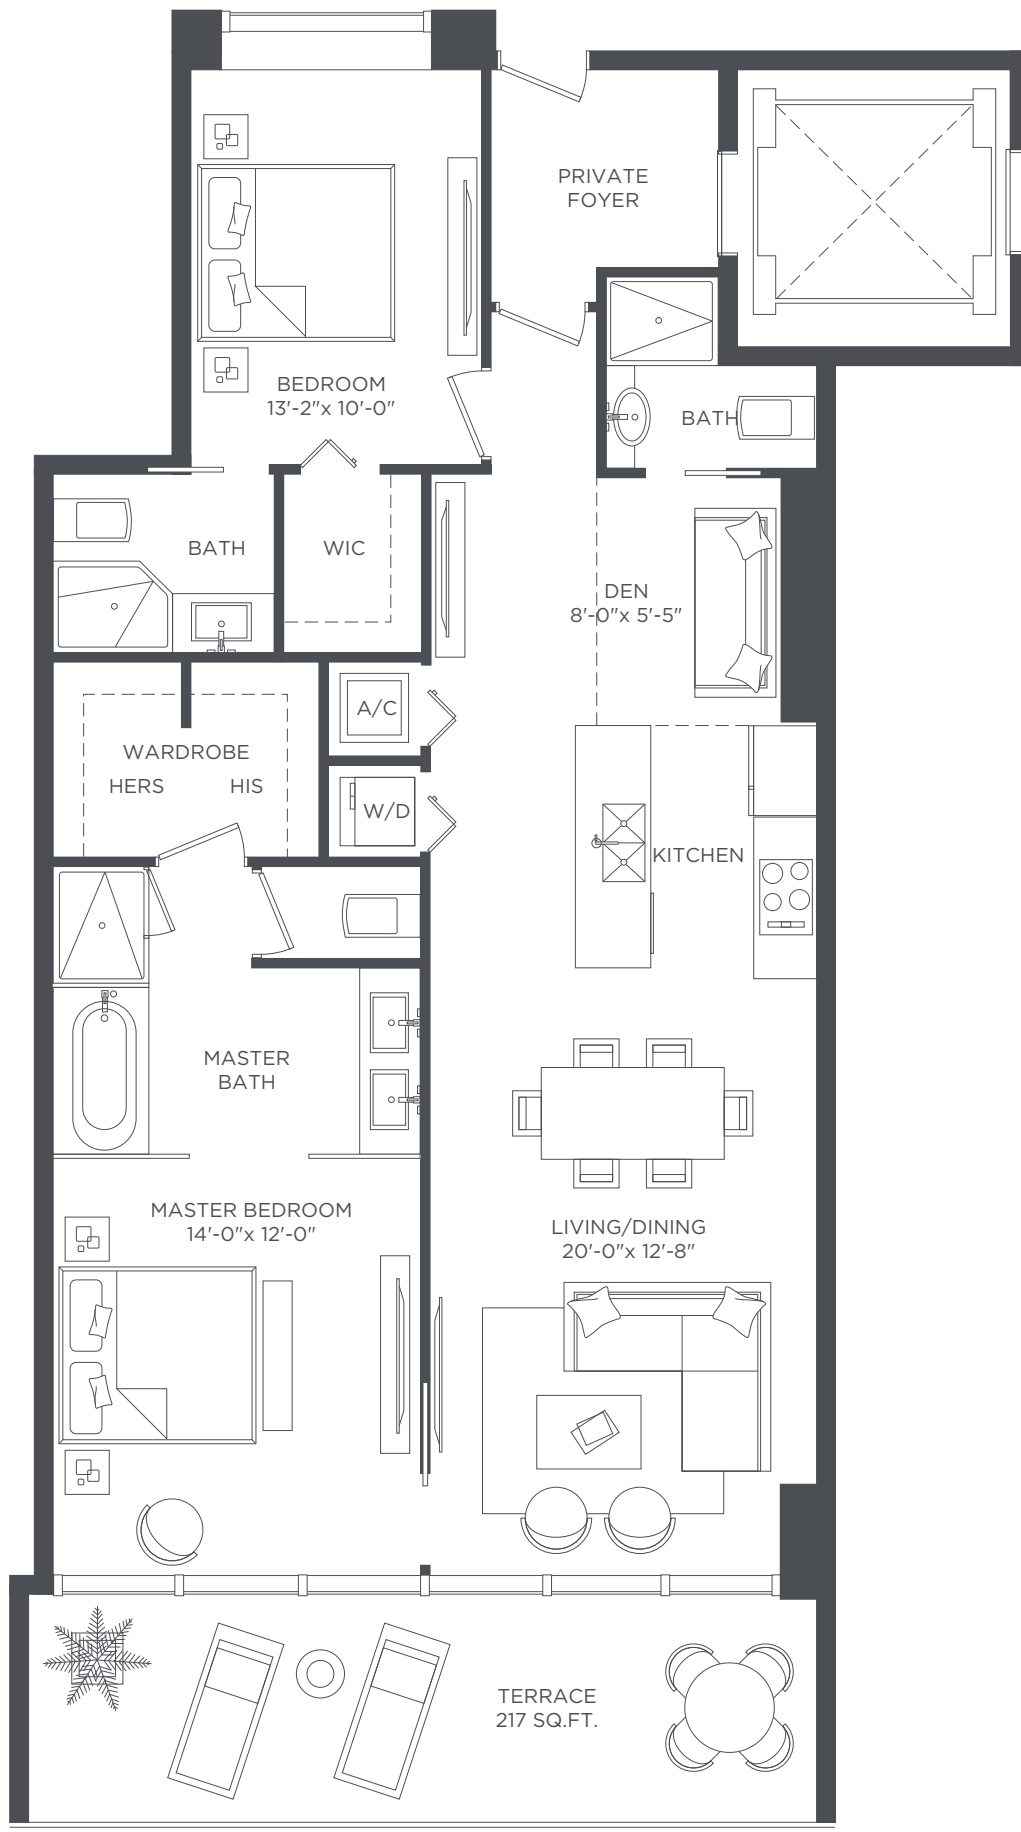 PRIVATE
FOYER
BEDROOM
13'-2"x 10'-0"
BATH
BATH
WIC
DEN
8'-0"x 5'-5"
A/C
WARDROBE
HERS HIS
W/D
KITCHEN
MASTER
BATH
MASTER BEDROOM
14'-0"x 12'-0"
LIVING/DINING
20'-0"x 12'-8"
TERRACE
217 SQ.FT.